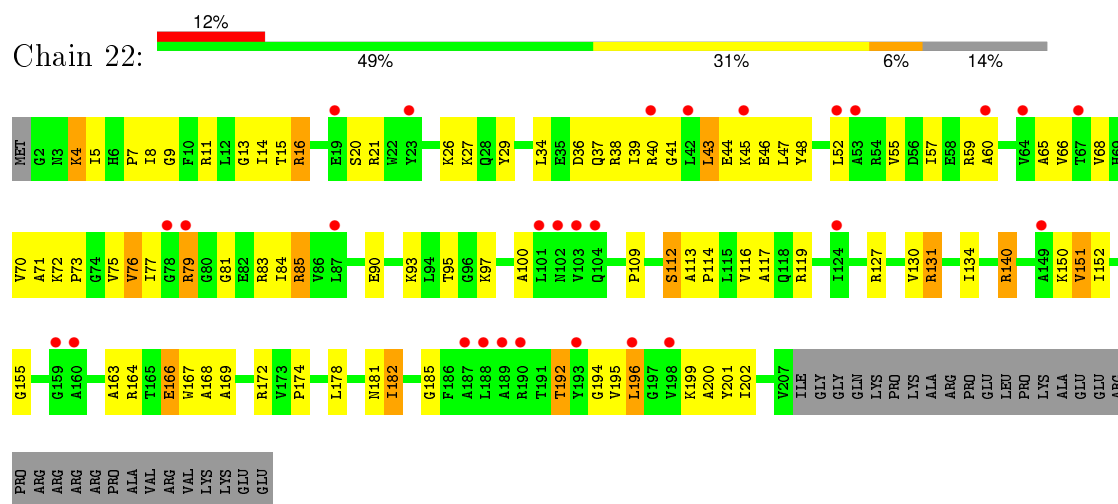 12%
Chain 22:
49% 31% 6% 14%
MET G2 N3 K4 I5 H6 P7 I8 G9 F10 R11 L12 G13 I14 T15 R16 E19 S20 R21 W22 Y23 K26 K27 Q28 Y29 L34 E35 D36 Q37 R38 I39 R40 G41 L42 L43 E44 K45 E46 L47 Y48 L52 A53 R54 V55 D56 I57 E58 R59 A60 V64 A65 V66 T67 V68
V70 A71 K72 P73 G74 V75 V76 I77 G78 R79 G80 G81 E82 R83 I84 R85 V86 L87 E90 K93 L94 T95 G96 K97 A100 L101 N102 V103 Q104 P109 S112 A113 P114 L115 V116 A117 Q118 R119 I124 R127 V130 R131 I134 R140 A149 K150 V151 I152
G155 G159 A160 A163 R164 T165 E166 W167 A168 A169 R172 V173 P174 L178 N181 I182 G185 F186 A187 L188 A189 R190 T191 T192 Y193 G194 V195 L196 G197 V198 K199 A200 Y201 I202 V207 ILE GLY GLY GLN LYS PRO LYS ALA ARG PRO GLU LEU PRO LYS ALA GLU GLU ARG
PRO ARG ARG ARG ARG PRO ALA VAL ARG VAL LYS LYS GLU GLU